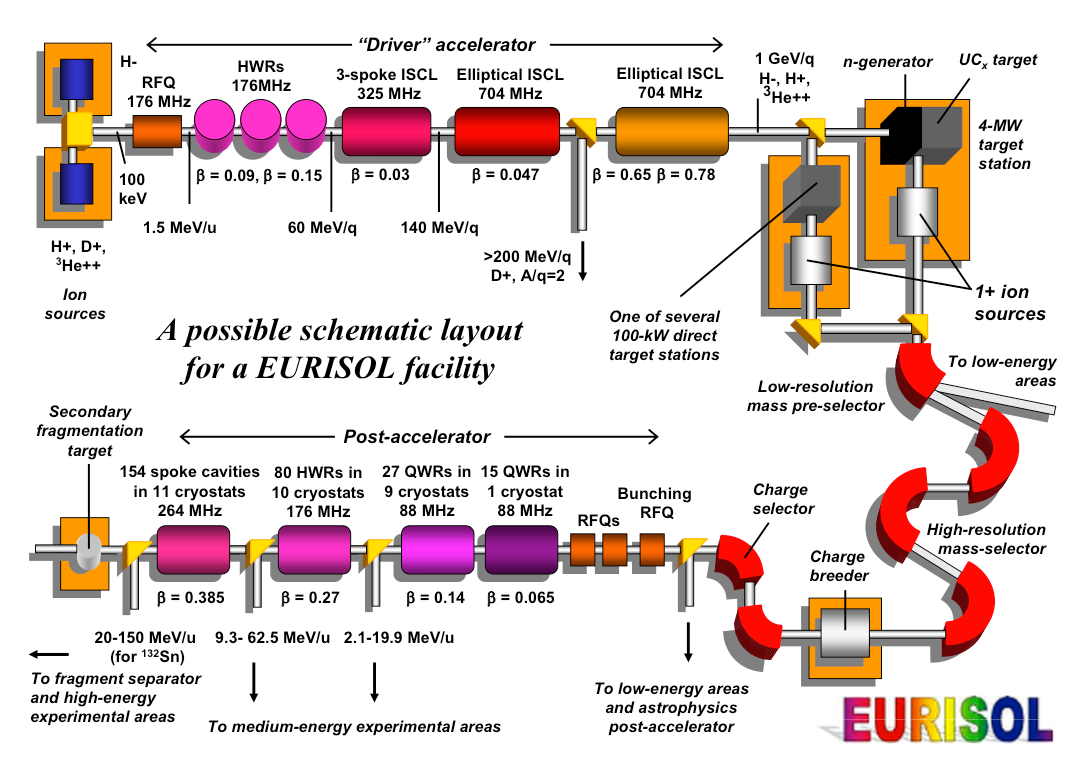 “Driver” accelerator
H-
RFQ
176 MHz
HWRs
176MHz
3-spoke ISCL
325 MHz
Elliptical ISCL
704 MHz
Elliptical ISCL
704 MHz
1 GeV/q
H-, H+,
3He++
n-generator
UCx target
4-MW
target
station
100
keV
β = 0.09, β = 0.15
β = 0.03
β = 0.047
β = 0.65 β = 0.78
1.5 MeV/u
60 MeV/q
140 MeV/q
H+, D+,
3He++
Ion
sources
>200 MeV/q
D+, A/q=2
One of several
100-kW direct
target stations
1+ ion
sources
A possible schematic layout
for a EURISOL facility
Low-resolution
mass pre-selector
To low-energy
areas
Secondary
fragmentation
target
Post-accelerator
154 spoke cavities
in 11 cryostats
264 MHz
80 HWRs in
10 cryostats
176 MHz
27 QWRs in
9 cryostats
88 MHz
15 QWRs in
1 cryostat
88 MHz
RFQs
Bunching
RFQ
Charge
selector
High-resolution
mass-selector
Charge
breeder
β = 0.385
β = 0.27
β = 0.14
β = 0.065
20-150 MeV/u
(for 132Sn)
9.3- 62.5 MeV/u
2.1-19.9 MeV/u
To fragment separator
and high-energy
experimental areas
To medium-energy experimental areas
To low-energy areas
and astrophysics
post-accelerator
EURISOL